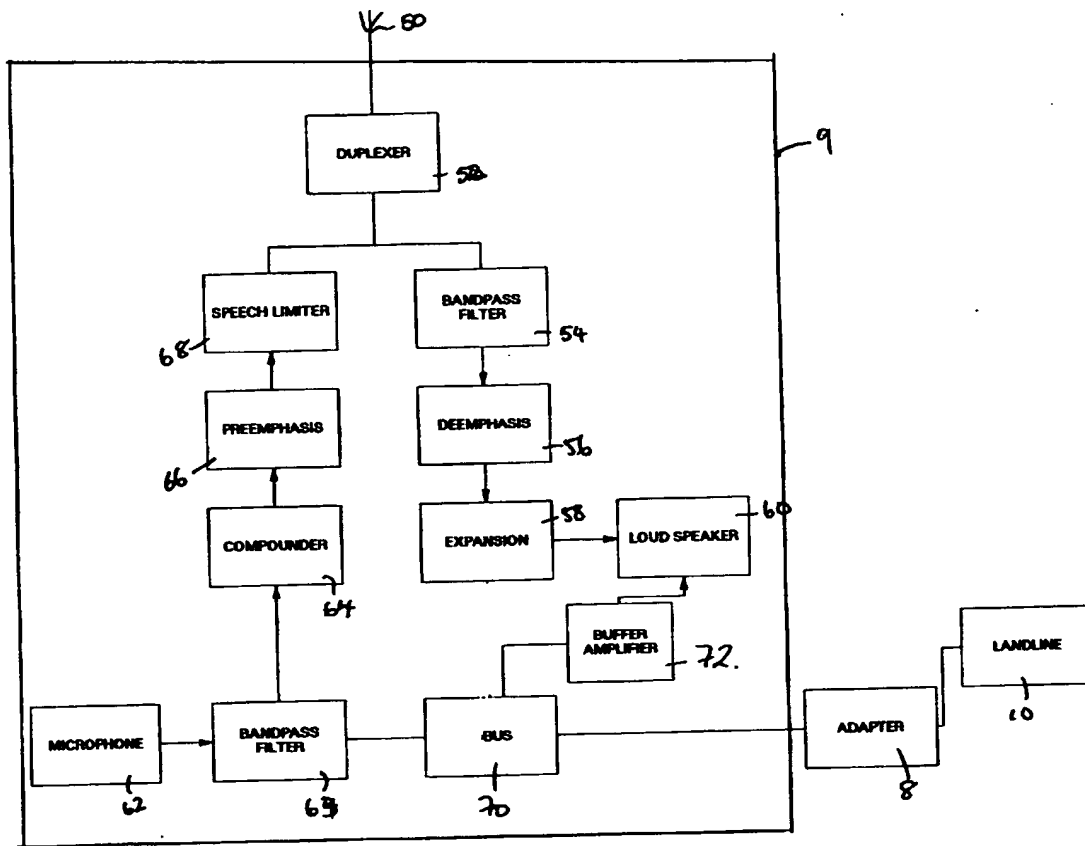 50
9
DUPLEXER
SPEECH LIMITER
68
BANDPASS
FILTER
54
PREEMPHASIS
66
DEEMPHASIS
56
COMPOUNDER
64
EXPANSION
58
LOUD SPEAKER
60
BUFFER
AMPLIFIER
72.
MICROPHONE
62
BANDPASS
FILTER
BUS
70
ADAPTER
8
LANDLINE
10